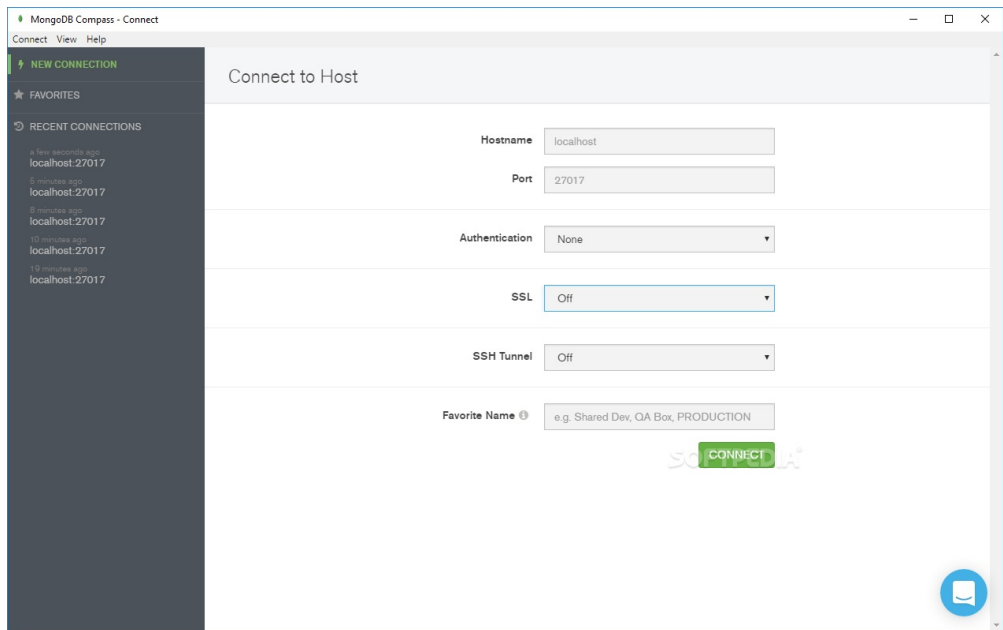 MongoDB Compass - Connect
Connect View Help
NEW CONNECTION
FAVORITES
RECENT CONNECTIONS
a few seconds ago
localhost:27017
5 minutes ago
localhost:27017
8 minutes ago
localhost:27017
10 minutes ago
localhost:27017
19 minutes ago
localhost:27017
Connect to Host
Hostname localhost
Port 27017
Authentication None
SSL Off
SSH Tunnel Off
Favorite Name e.g. Shared Dev, QA Box, PRODUCTION
CONNECT
SOFTPEDIA